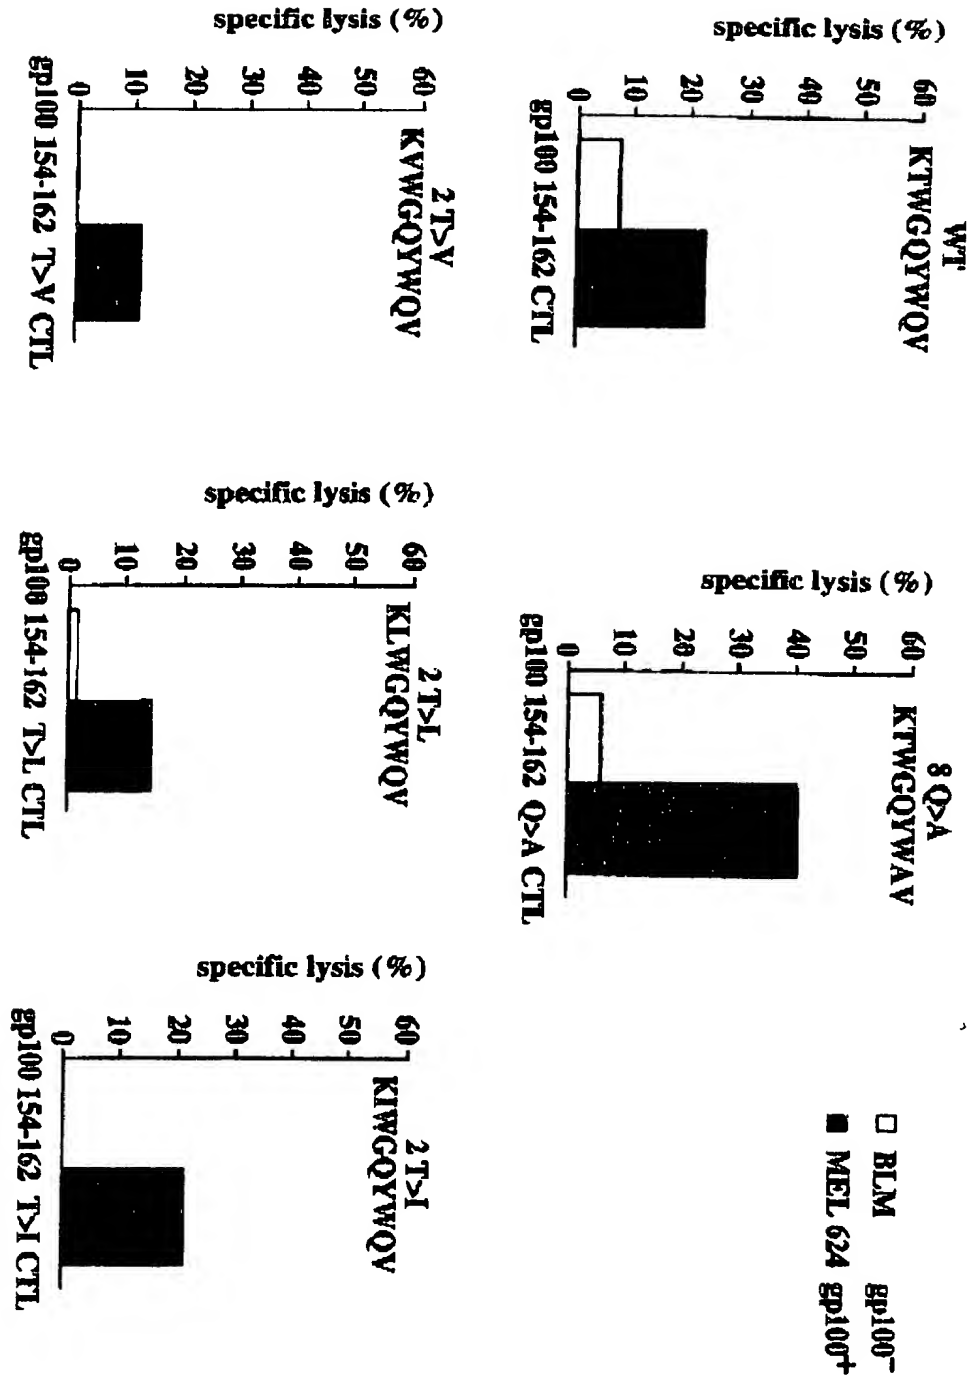 WT
KTWGQYWQV
specific lysis (%)
60
50
40
30
20
10
0
gp100 154-162 CTL
8 Q>A
KTWGQYWAV
specific lysis (%)
60
50
40
30
20
10
0
gp100 154-162 Q>A CTL
BLM gp100-
MEL 624 gp100+
2 T>V
KVWGQYWQV
specific lysis (%)
60
50
40
30
20
10
0
gp100 154-162 T>V CTL
2 T>L
KLWGQYWQV
specific lysis (%)
60
50
40
30
20
10
0
gp100 154-162 T>L CTL
2 T>I
KIWGQYWQV
specific lysis (%)
60
50
40
30
20
10
0
gp100 154-162 T>I CTL